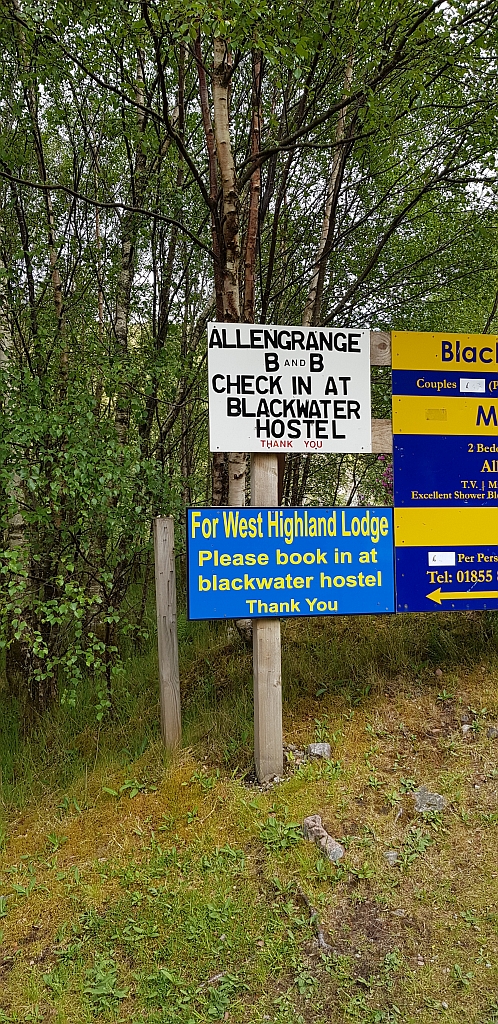 ALLENGRANGE
B AND B
CHECK IN AT
BLACKWATER
HOSTEL
THANK YOU
For West Highland Lodge
Please book in at
blackwater hostel
Thank You
Black
Couples (P
M
2 Bed
All
T.V. | M
Excellent Shower Bl
Per Pers
Tel: 01855